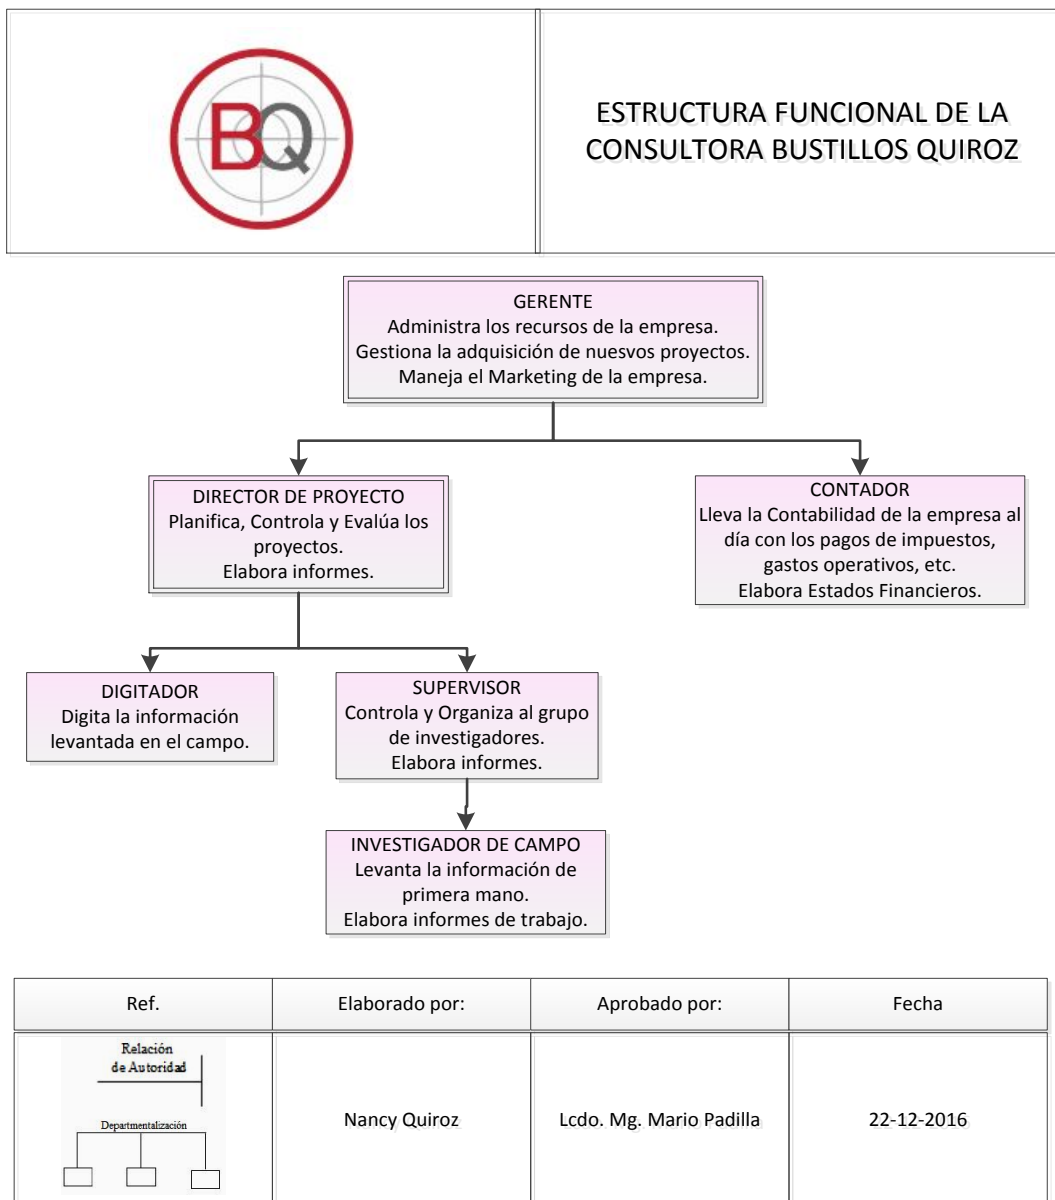 BQ
ESTRUCTURA FUNCIONAL DE LA
CONSULTORA BUSTILLOS QUIROZ
GERENTE
Administra los recursos de la empresa.
Gestiona la adquisición de nuesvos proyectos.
Maneja el Marketing de la empresa.
DIRECTOR DE PROYECTO
Planifica, Controla y Evalúa los
proyectos.
Elabora informes.
CONTADOR
Lleva la Contabilidad de la empresa al
día con los pagos de impuestos,
gastos operativos, etc.
Elabora Estados Financieros.
DIGITADOR
Digita la información
levantada en el campo.
SUPERVISOR
Controla y Organiza al grupo
de investigadores.
Elabora informes.
INVESTIGADOR DE CAMPO
Levanta la información de
primera mano.
Elabora informes de trabajo.
Ref.
Elaborado por:
Aprobado por:
Fecha
Relación
de Autoridad
Departmentalización
Nancy Quiroz
Lcdo. Mg. Mario Padilla
22-12-2016